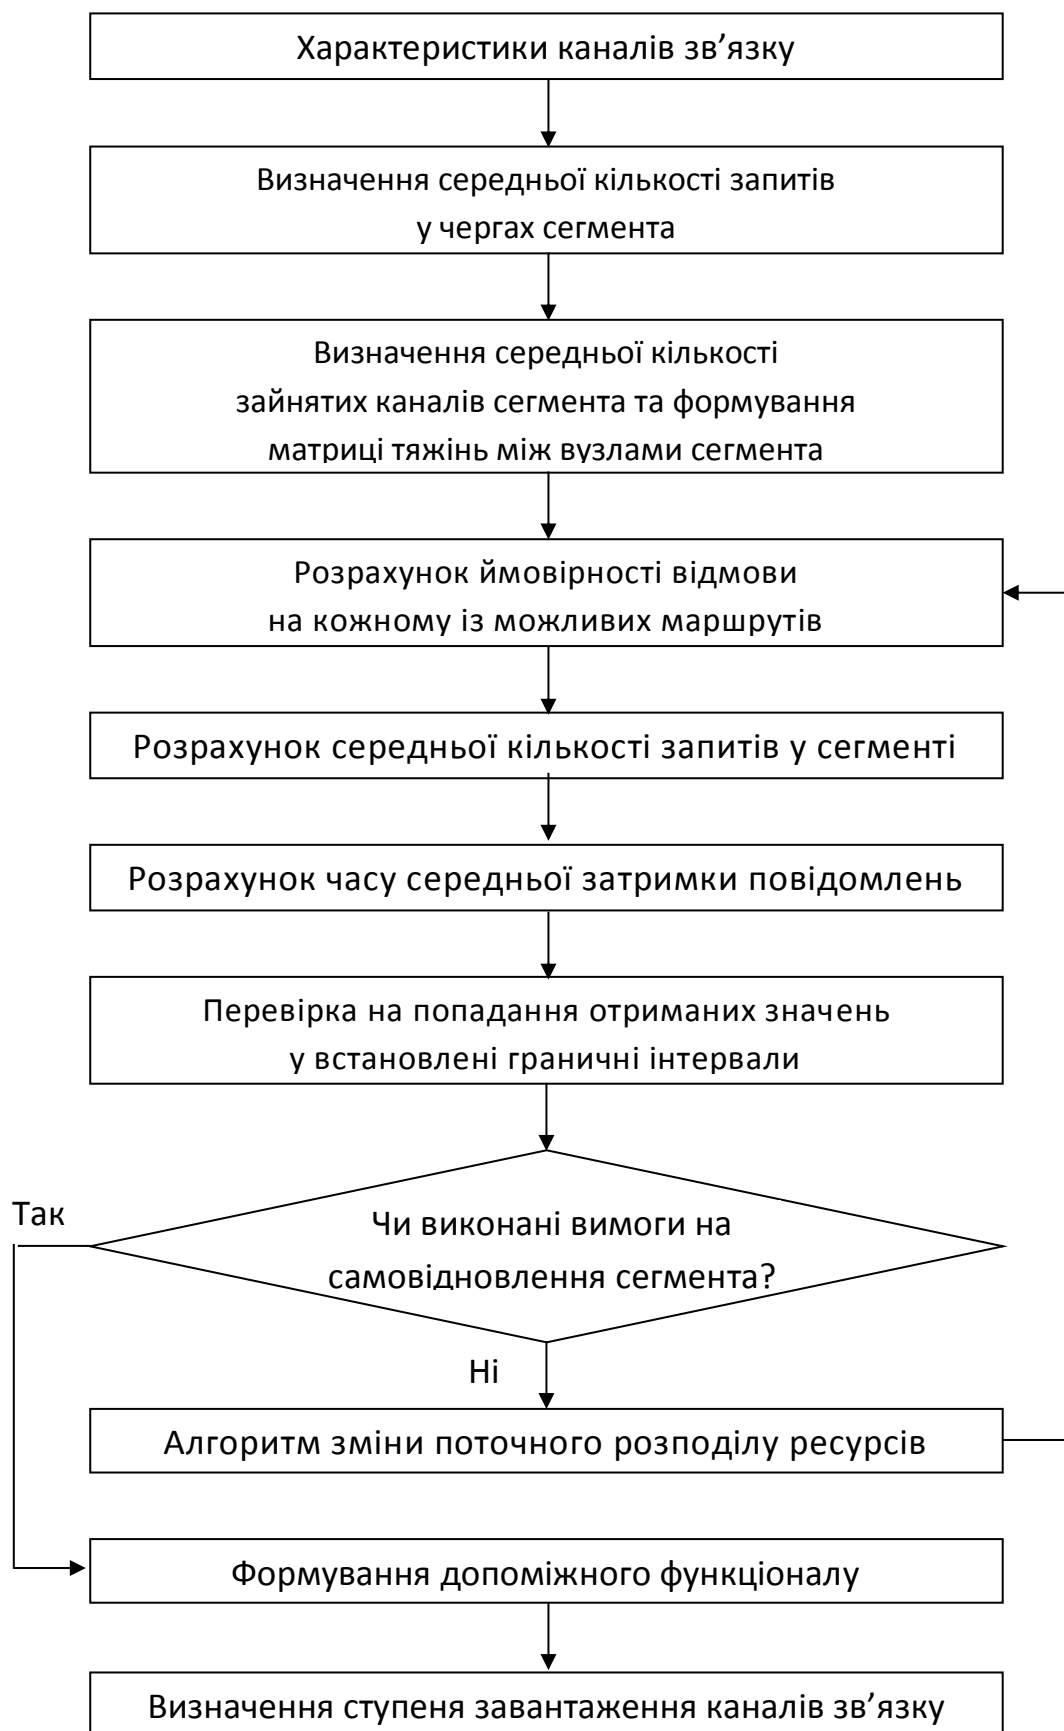 Характеристики каналів зв’язку
Визначення середньої кількості запитів
у чергах сегмента
Визначення середньої кількості
зайнятих каналів сегмента та формування
матриці тяжінь між вузлами сегмента
Розрахунок ймовірності відмови
на кожному із можливих маршрутів
Розрахунок середньої кількості запитів у сегменті
Розрахунок часу середньої затримки повідомлень
Перевірка на попадання отриманих значень
у встановлені граничні інтервали
Так
Чи виконані вимоги на
самовідновлення сегмента?
Ні
Алгоритм зміни поточного розподілу ресурсів
Формування допоміжного функціоналу
Визначення ступеня завантаження каналів зв’язку